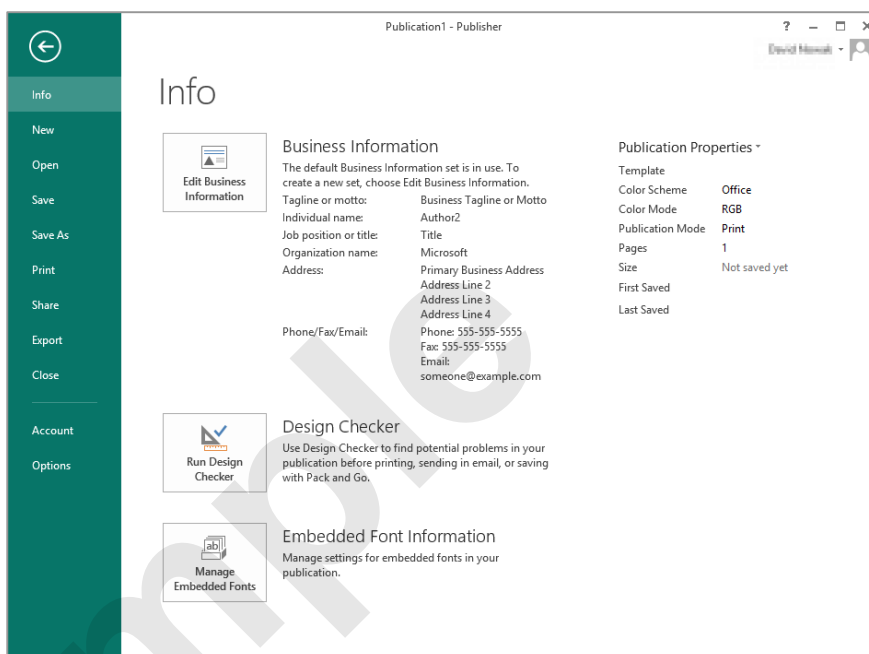 Publication1 - Publisher
?
Info
New
Open
Save
Save As
Print
Share
Export
Close
Account
Options
Info
Edit Business
Information
Business Information
The default Business Information set is in use. To
create a new set, choose Edit Business Information.
Tagline or motto: Business Tagline or Motto
Individual name: Author2
Job position or title: Title
Organization name: Microsoft
Address: Primary Business Address
Address Line 2
Address Line 3
Address Line 4
Phone/Fax/Email: Phone: 555-555-5555
Fax: 555-555-5555
Email:
someone@example.com
Publication Properties
Template
Color Scheme Office
Color Mode RGB
Publication Mode Print
Pages 1
Size Not saved yet
First Saved
Last Saved
Run Design
Checker
Design Checker
Use Design Checker to find potential problems in your
publication before printing, sending in email, or saving
with Pack and Go.
ab
Manage
Embedded Fonts
Embedded Font Information
Manage settings for embedded fonts in your
publication.
mple